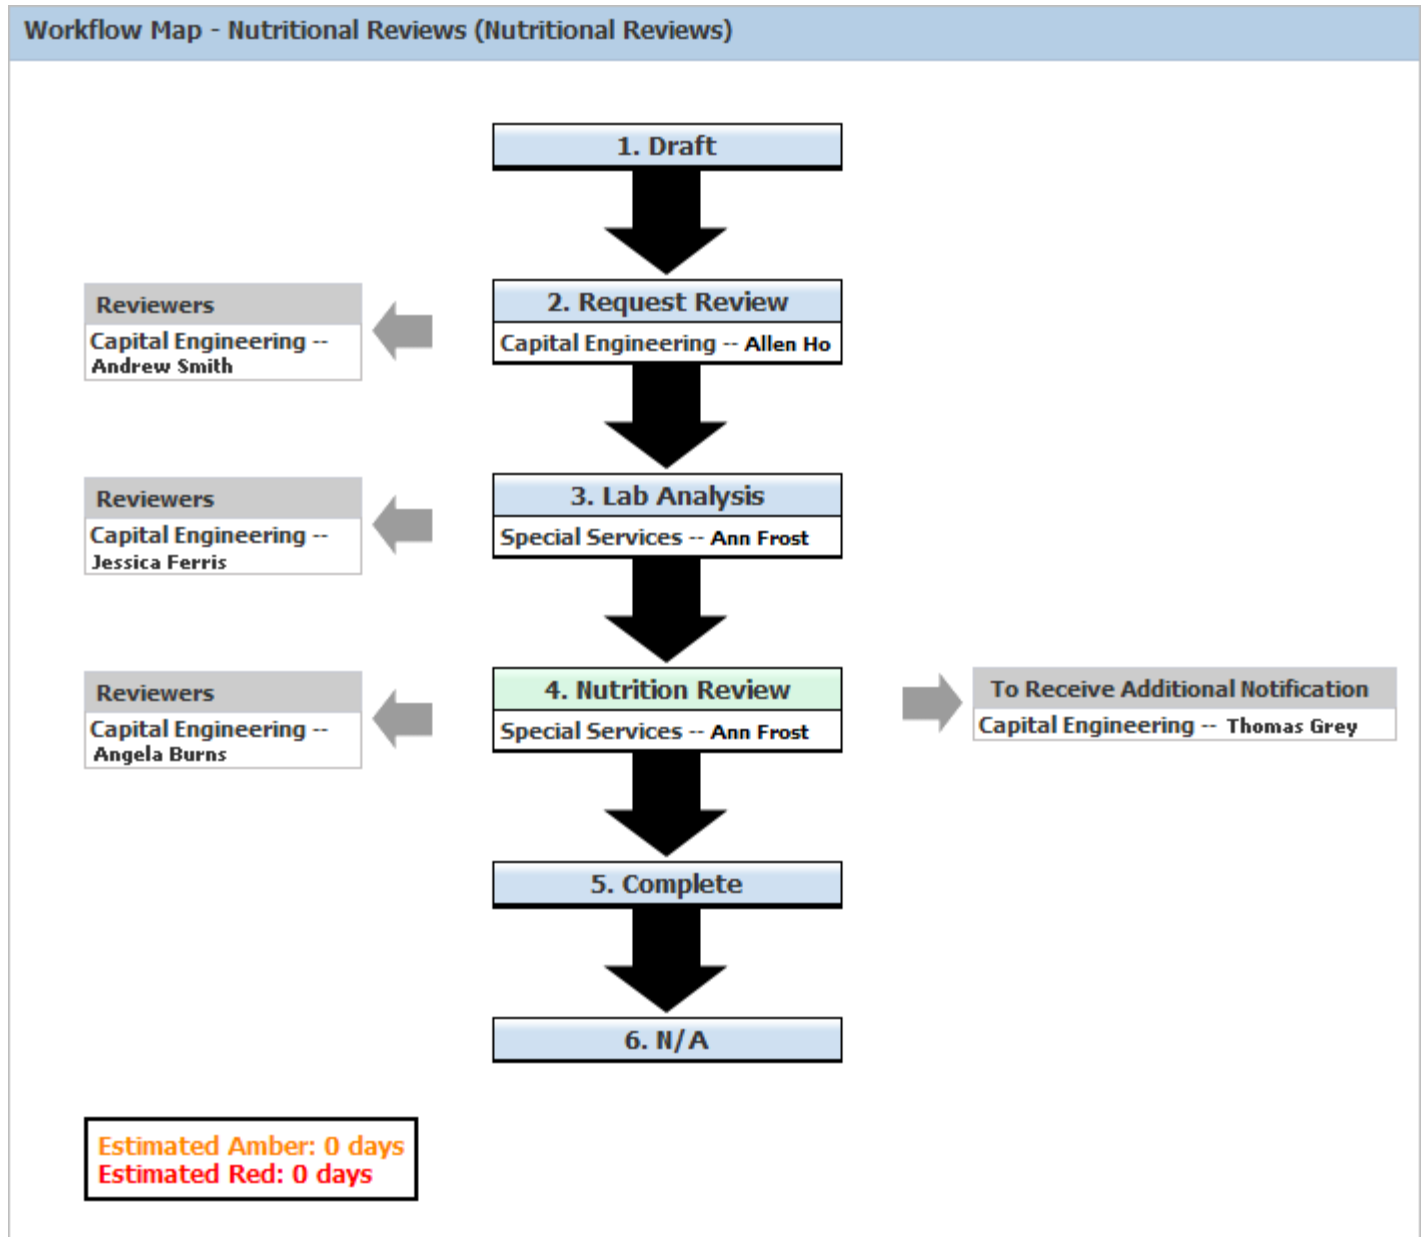 Workflow Map - Nutritional Reviews (Nutritional Reviews)
1. Draft
2. Request Review
Capital Engineering -- Allen Ho
Reviewers
Capital Engineering --
Andrew Smith
3. Lab Analysis
Special Services -- Ann Frost
Reviewers
Capital Engineering --
Jessica Ferris
4. Nutrition Review
Special Services -- Ann Frost
Reviewers
Capital Engineering --
Angela Burns
To Receive Additional Notification
Capital Engineering -- Thomas Grey
5. Complete
6. N/A
Estimated Amber: 0 days
Estimated Red: 0 days